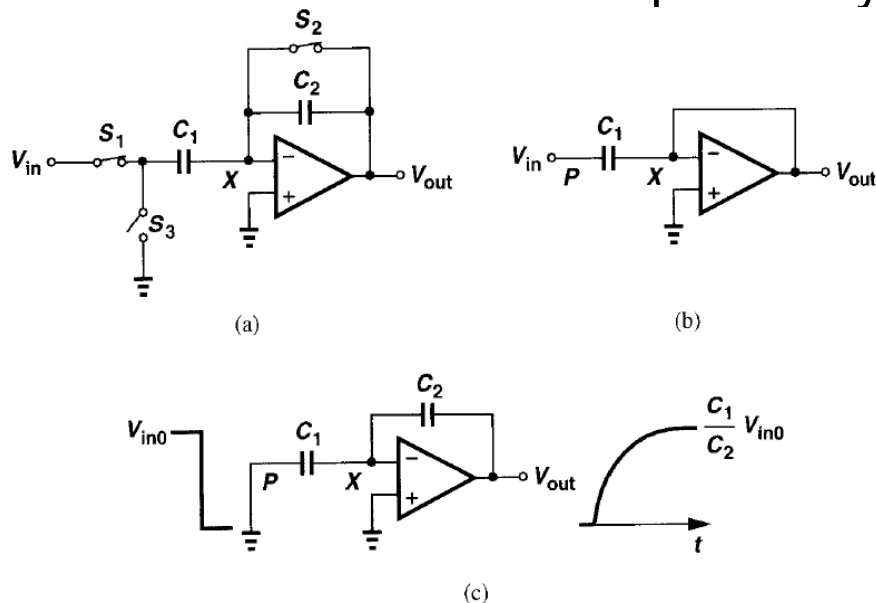 S2
C2
S1
C1
Vin
X
−
+
Vout
S3
(a)
C1
Vin
P
X
−
+
Vout
(b)
C2
Vin0
C1
P
X
−
+
Vout
C1
C2
Vin0
t
(c)